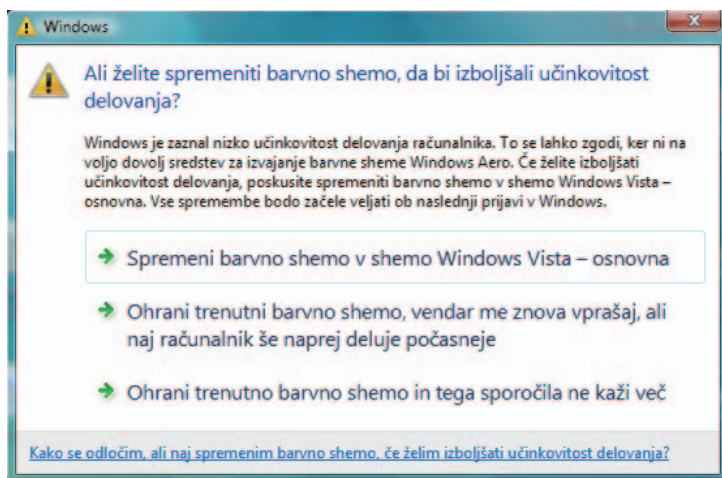 Windows
Ali želite spremeniti barvno shemo, da bi izboljšali učinkovitost
delovanja?
Windows je zaznal nizko učinkovitost delovanja računalnika. To se lahko zgodi, ker ni na
voljo dovolj sredstev za izvajanje barvne sheme Windows Aero. Če želite izboljšati
učinkovitost delovanja, poskusite spremeniti barvno shemo v shemo Windows Vista –
osnovna. Vse spremembe bodo začele veljati ob naslednji prijavi v Windows.
Spremeni barvno shemo v shemo Windows Vista – osnovna
Ohrani trenutni barvno shemo, vendar me znova vprašaj, ali
naj računalnik še naprej deluje počasneje
Ohrani trenutno barvno shemo in tega sporočila ne kaži več
Kako se odločim, ali naj spremenim barvno shemo, če želim izboljšati učinkovitost delovanja?